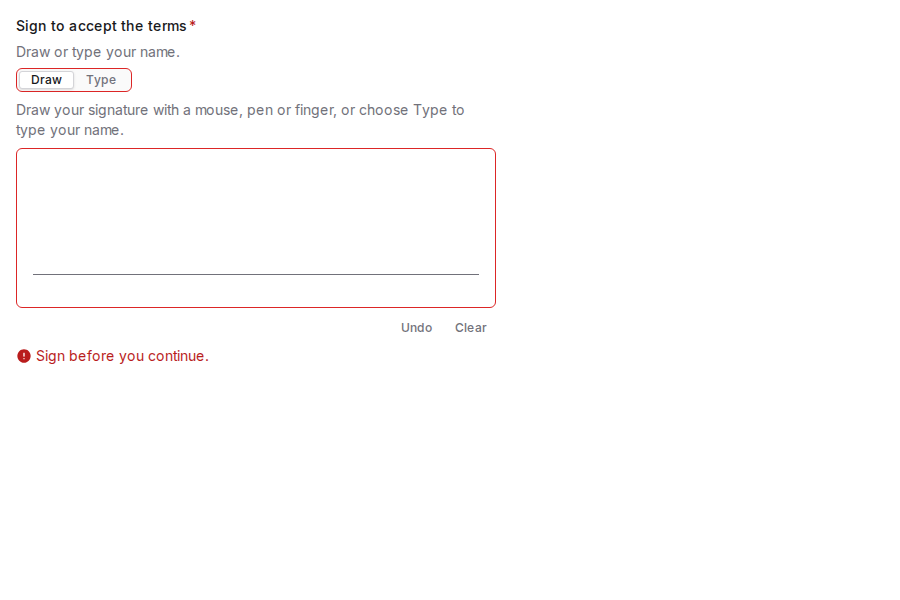 Sign to accept the terms *
Draw or type your name.
Draw Type
Draw your signature with a mouse, pen or finger, or choose Type to
type your name.
Undo Clear
Sign before you continue.